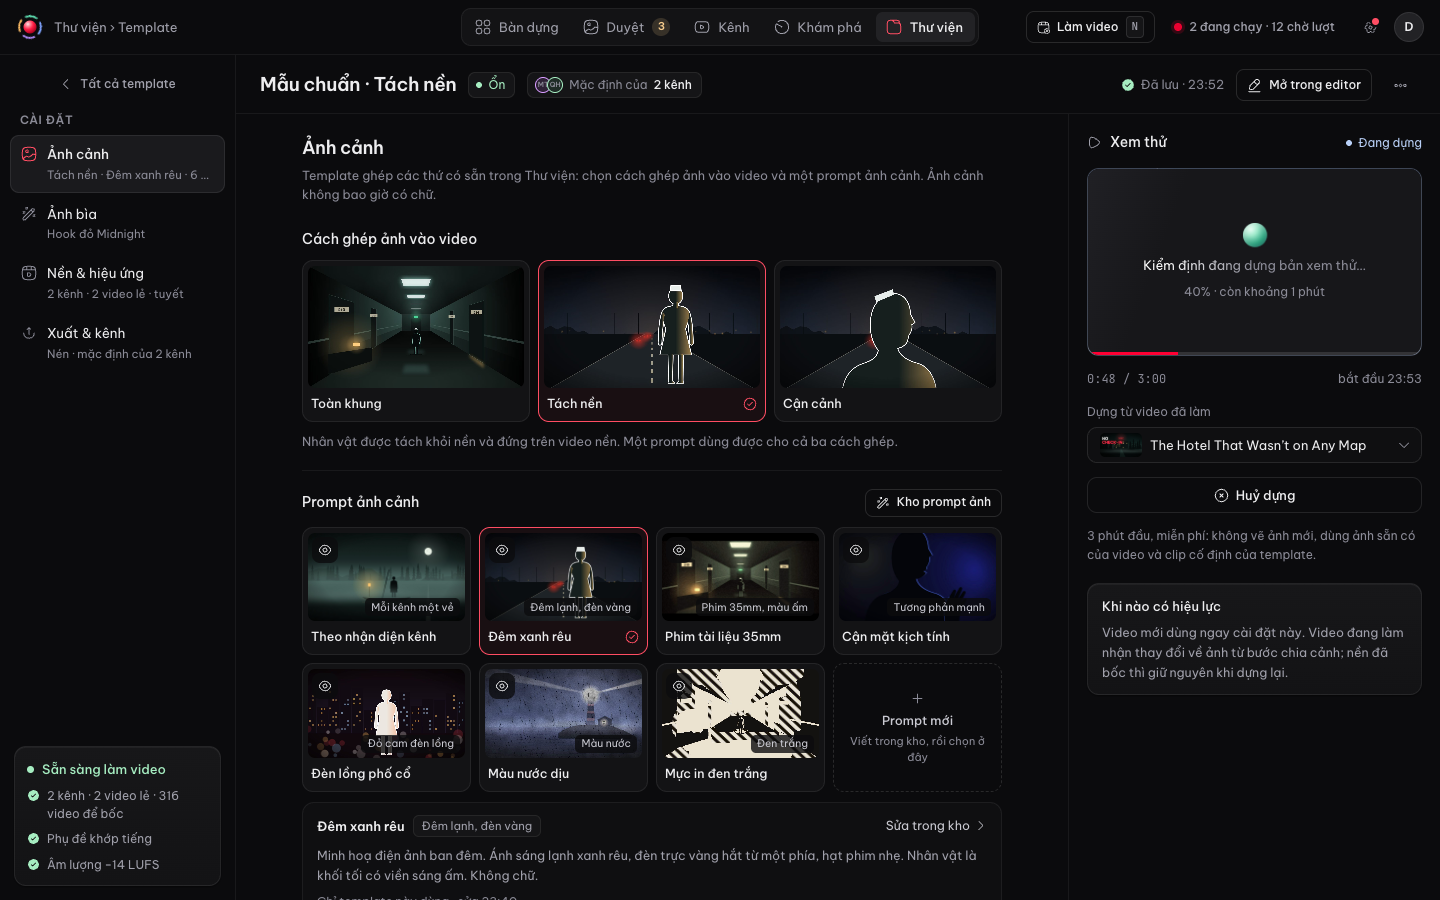 Thư viện › Template
Bàn dựng
Duyệt 3
Kênh
Khám phá
Thư viện
Làm video N
2 đang chạy · 12 chờ lượt
D
Tất cả template
CÀI ĐẶT
Ảnh cảnh
Tách nền · Đêm xanh rêu · 6 ...
Ảnh bìa
Hook đỏ Midnight
Nền & hiệu ứng
2 kênh · 2 video lẻ · tuyết
Xuất & kênh
Nén · mặc định của 2 kênh
Sẵn sàng làm video
2 kênh · 2 video lẻ · 316
video để bốc
Phụ đề khớp tiếng
Âm lượng -14 LUFS
Mẫu chuẩn · Tách nền
Ổn
Mặc định của 2 kênh
Đã lưu · 23:52
Mở trong editor
Ảnh cảnh
Template ghép các thứ có sẵn trong Thư viện: chọn cách ghép ảnh vào video và một prompt ảnh cảnh. Ảnh cảnh
không bao giờ có chữ.
Cách ghép ảnh vào video
Toàn khung
Tách nền
Cận cảnh
Nhân vật được tách khỏi nền và đứng trên video nền. Một prompt dùng được cho cả ba cách ghép.
Prompt ảnh cảnh
Kho prompt ảnh
Mỗi kênh một vẻ
Theo nhận diện kênh
Đêm lạnh, đèn vàng
Đêm xanh rêu
Phim 35mm, màu ấm
Phim tài liệu 35mm
Tương phản mạnh
Cận mặt kịch tính
Đỏ cam đèn lồng
Đèn lồng phố cổ
Màu nước
Màu nước dịu
Đen trắng
Mực in đen trắng
Prompt mới
Viết trong kho, rồi chọn ở
đây
Đêm xanh rêu
Đêm lạnh, đèn vàng
Sửa trong kho
Minh hoạ điện ảnh ban đêm. Ánh sáng lạnh xanh rêu, đèn trực vàng hắt từ một phía, hạt phim nhẹ. Nhân vật là
khối tối có viền sáng ấm. Không chữ.
Xem thử
Đang dựng
Kiểm định đang dựng bản xem thử...
40% · còn khoảng 1 phút
0:48 / 3:00
bắt đầu 23:53
Dựng từ video đã làm
The Hotel That Wasn't on Any Map
Huỷ dựng
3 phút đầu, miễn phí: không vẽ ảnh mới, dùng ảnh sẵn có
của video và clip cố định của template.
Khi nào có hiệu lực
Video mới dùng ngay cài đặt này. Video đang làm
nhận thay đổi về ảnh từ bước chia cảnh; nền đã
bốc thì giữ nguyên khi dựng lại.